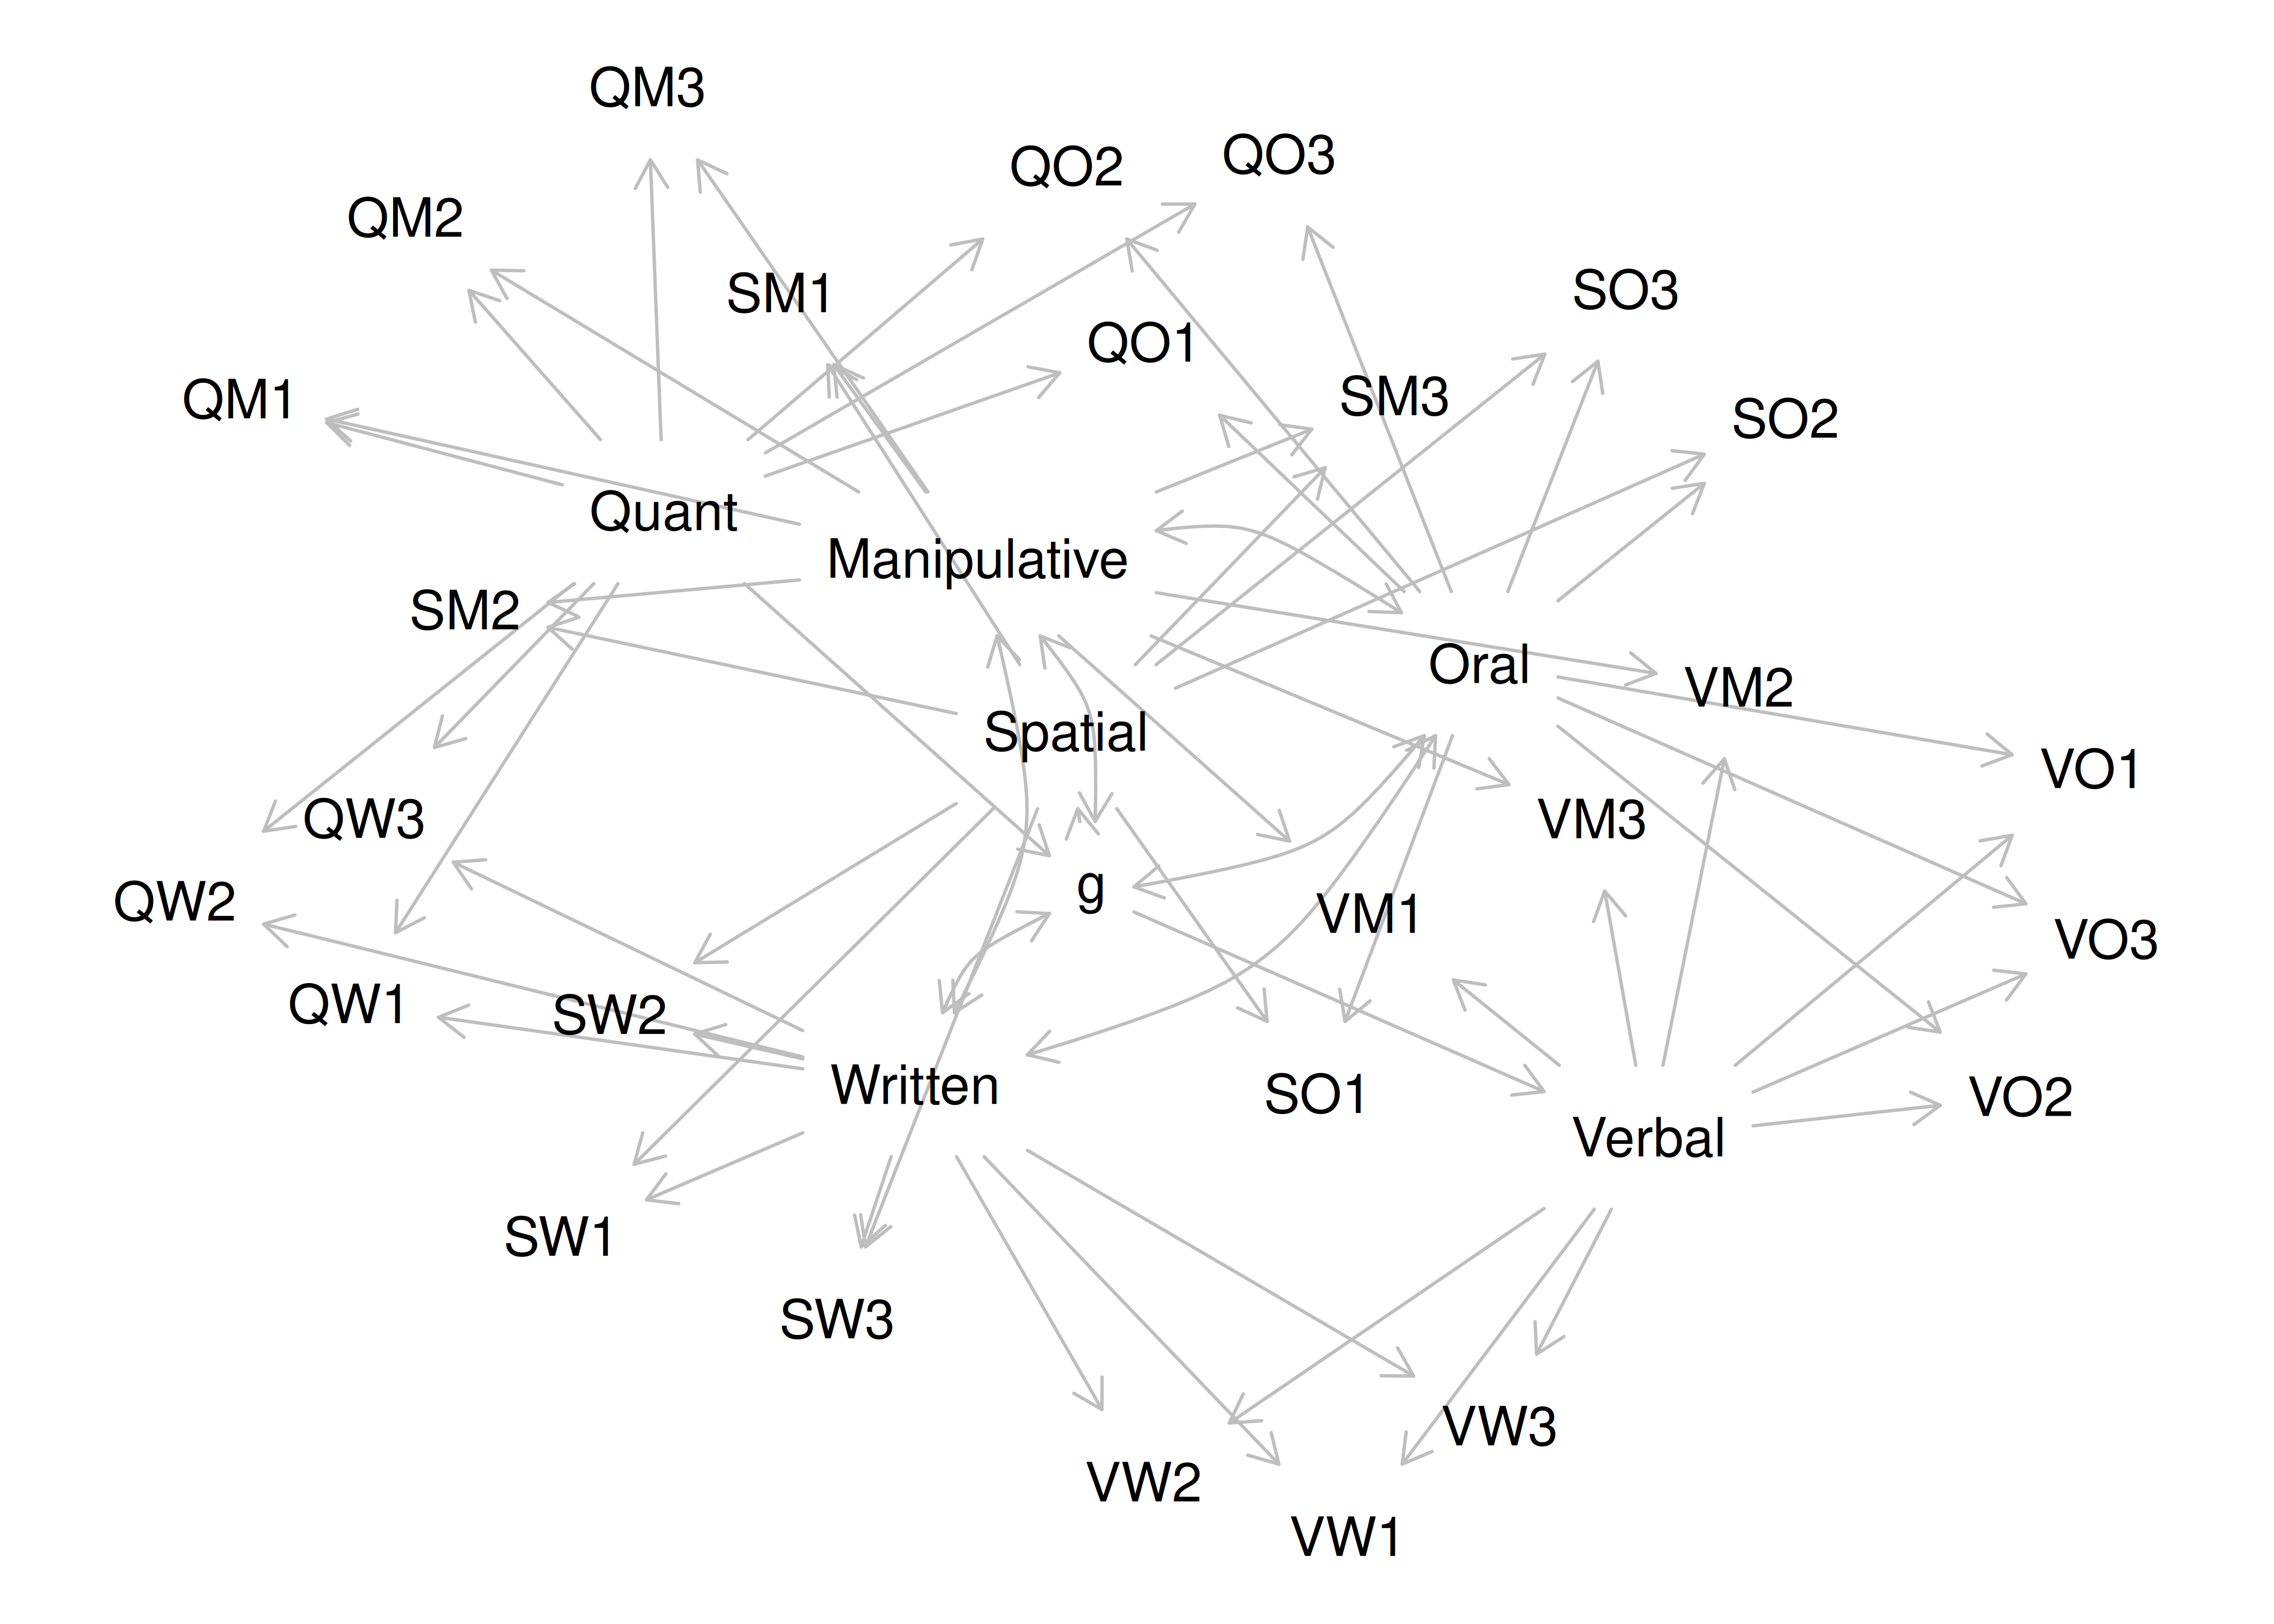 QM3
QO3
QO2
QM2
SO3
SM1
QO1
SM3
QM1
SO2
Quant
Manipulative
SM2
Oral
VM2
Spatial
VO1
QW3
VM3
g
QW2
VM1
VO3
QW1
SW2
Written
SO1
VO2
Verbal
SW1
SW3
VW3
VW2
VW1